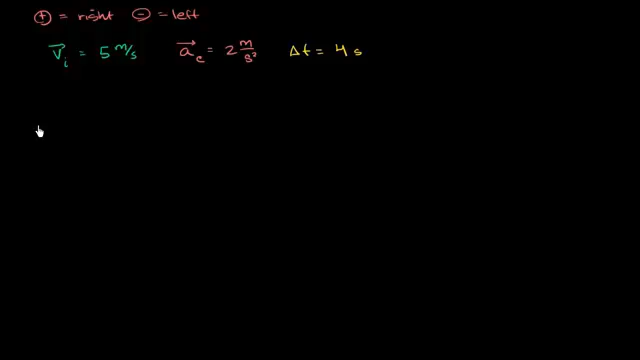 ⊕ = right ⊖ = left
v⃗ᵢ = 5 m/s a⃗c = 2 m/s² Δt = 4 s